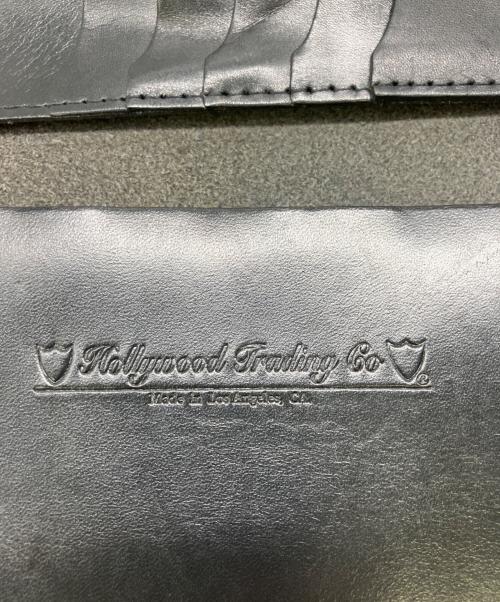 Hollywood Trading Co ®
Made in Los Angeles, CA.